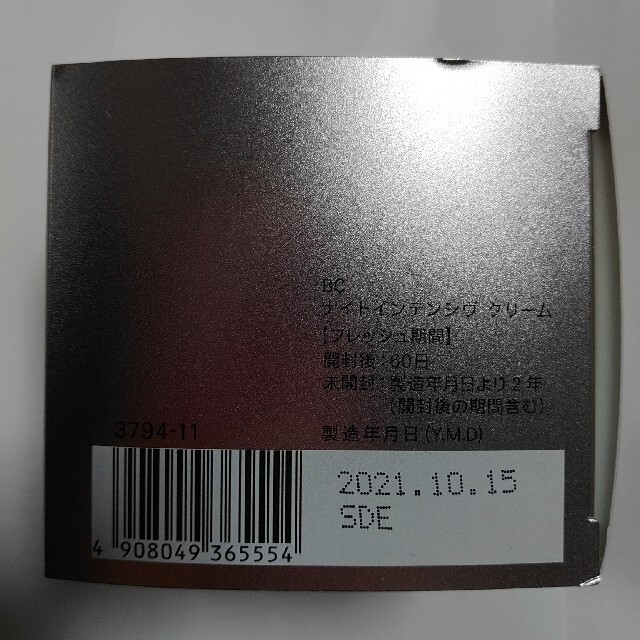 BC
ナイトインテンシヴ クリーム
【フレッシュ期間】
開封後:60日
未開封:製造年月日より2年
(開封後の期間含む)
3794-11
製造年月日(Y.M.D)
2021.10.15
SDE
4 908049 365554